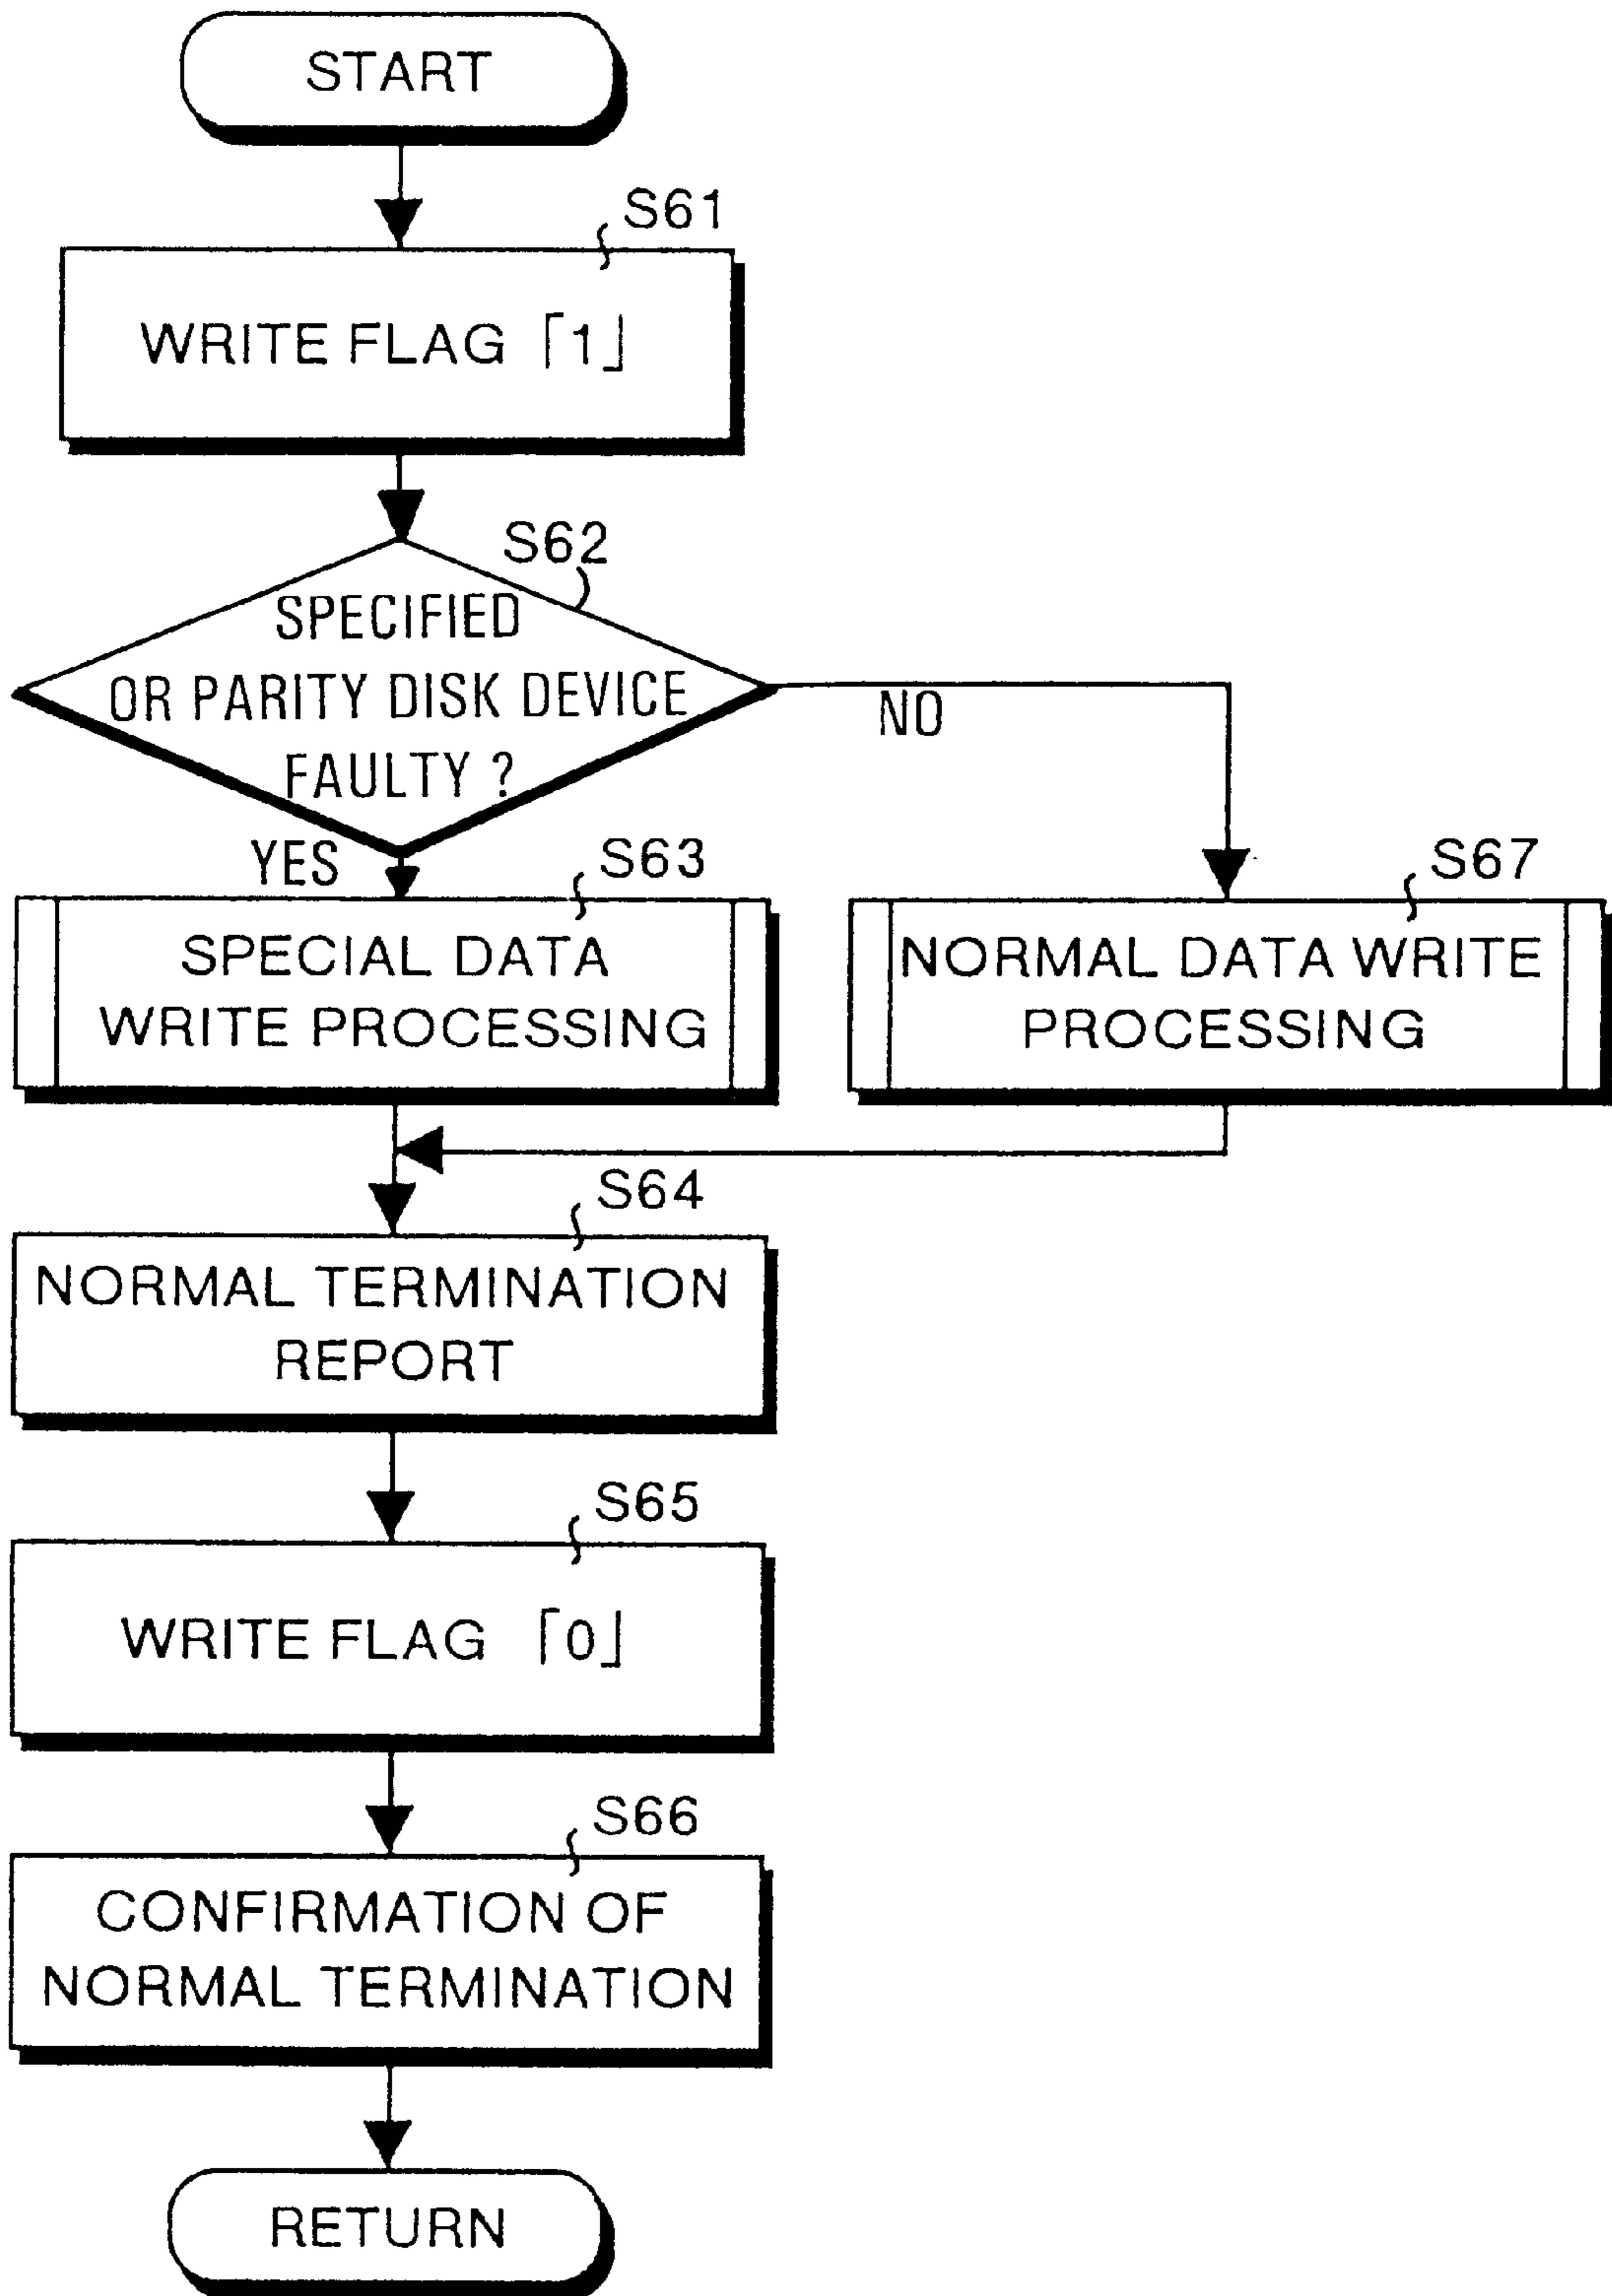 START
S61
WRITE FLAG「1」
S62
SPECIFIED
OR PARITY DISK DEVICE
FAULTY ?
NO
YES
S63
SPECIAL DATA
WRITE PROCESSING
S67
NORMAL DATA WRITE
PROCESSING
S64
NORMAL TERMINATION
REPORT
S65
WRITE FLAG 「0」
S66
CONFIRMATION OF
NORMAL TERMINATION
RETURN